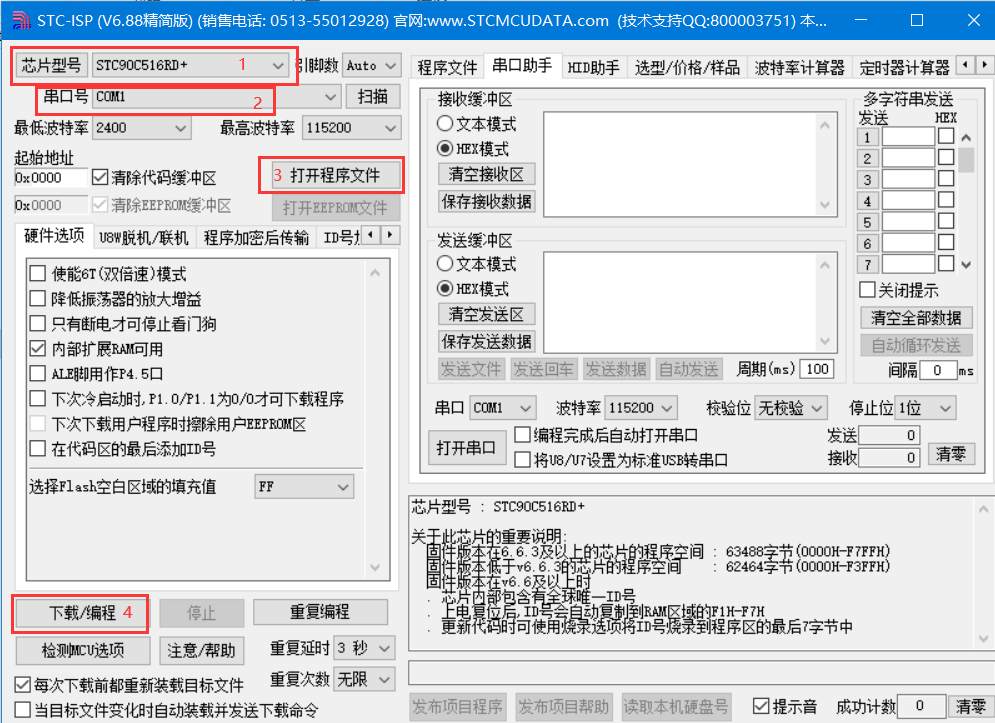 STC-ISP (V6.88精简版) (销售电话: 0513-55012928) 官网:www.STCMCUDATA.com (技术支持QQ:800003751) 本...
芯片型号 STC90C516RD+ 1 引脚数 Auto
串口号 COM1 2 扫描
最低波特率 2400 最高波特率 115200
起始地址
0x0000 清除代码缓冲区 3 打开程序文件
0x0000 清除EEPROM缓冲区 打开EEPROM文件
硬件选项 U8W脱机/联机 程序加密后传输 ID号
使能6T(双倍速)模式
降低振荡器的放大增益
只有断电才可停止看门狗
内部扩展RAM可用
ALE脚用作P4.5口
下次冷启动时,P1.0/P1.1为0/0才可下载程序
下次下载用户程序时擦除用户EEPROM区
在代码区的最后添加ID号
选择Flash空白区域的填充值 FF
下载/编程 4 停止 重复编程
检测MCU选项 注意/帮助 重复延时 3 秒
重复次数 无限
每次下载前都重新装载目标文件
当目标文件变化时自动装载并发送下载命令
程序文件 串口助手 HID助手 选型/价格/样品 波特率计算器 定时器计算器
接收缓冲区
文本模式
HEX模式
清空接收区
保存接收数据
发送缓冲区
文本模式
HEX模式
清空发送区
保存发送数据
发送文件 发送回车 发送数据 自动发送 周期(ms) 100
多字符串发送
发送 HEX
1
2
3
4
5
6
7
关闭提示
清空全部数据
自动循环发送
间隔 0 ms
串口 COM1 波特率 115200 校验位 无校验 停止位 1位
打开串口 编程完成后自动打开串口 发送 0
将U8/U7设置为标准USB转串口 接收 0 清零
芯片型号 : STC90C516RD+
关于此芯片的重要说明:
固件版本在6.6.3及以上的芯片的程序空间 : 63488字节(0000H-F7FFH)
固件版本低于v6.6.3的芯片的程序空间 : 62464字节(0000H-F3FFH)
固件版本在v6.6及以上时
. 芯片内部包含有全球唯一ID号
. 上电复位后,ID号会自动复制到RAM区域的F1H-F7H
. 更新代码时可使用烧录选项将ID号烧录到程序区的最后7字节中
发布项目程序 发布项目帮助 读取本机硬盘号 提示音 成功计数 0 清零